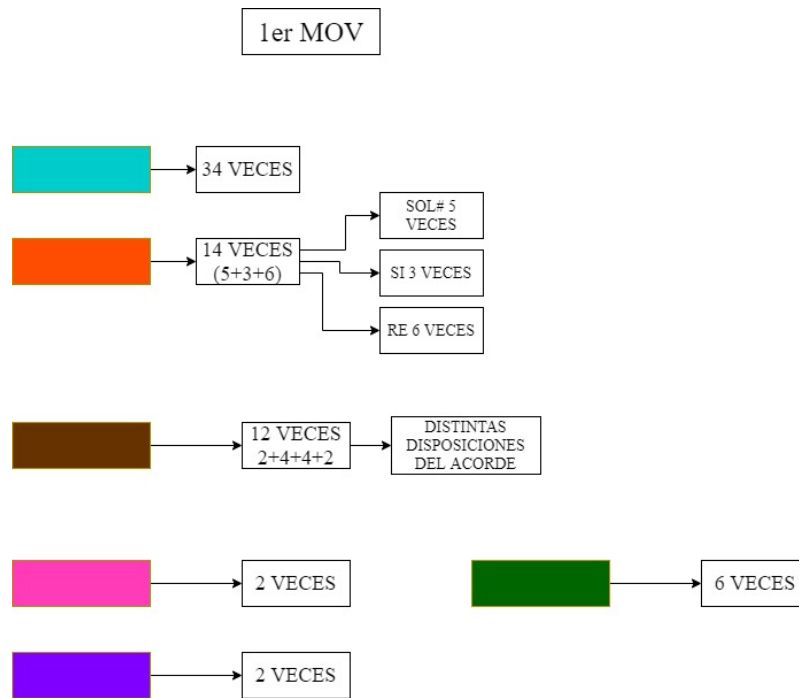 1er MOV
34 VECES
14 VECES
(5+3+6)
SOL# 5
VECES
SI 3 VECES
RE 6 VECES
12 VECES
2+4+4+2
DISTINTAS
DISPOSICIONES
DEL ACORDE
2 VECES
6 VECES
2 VECES